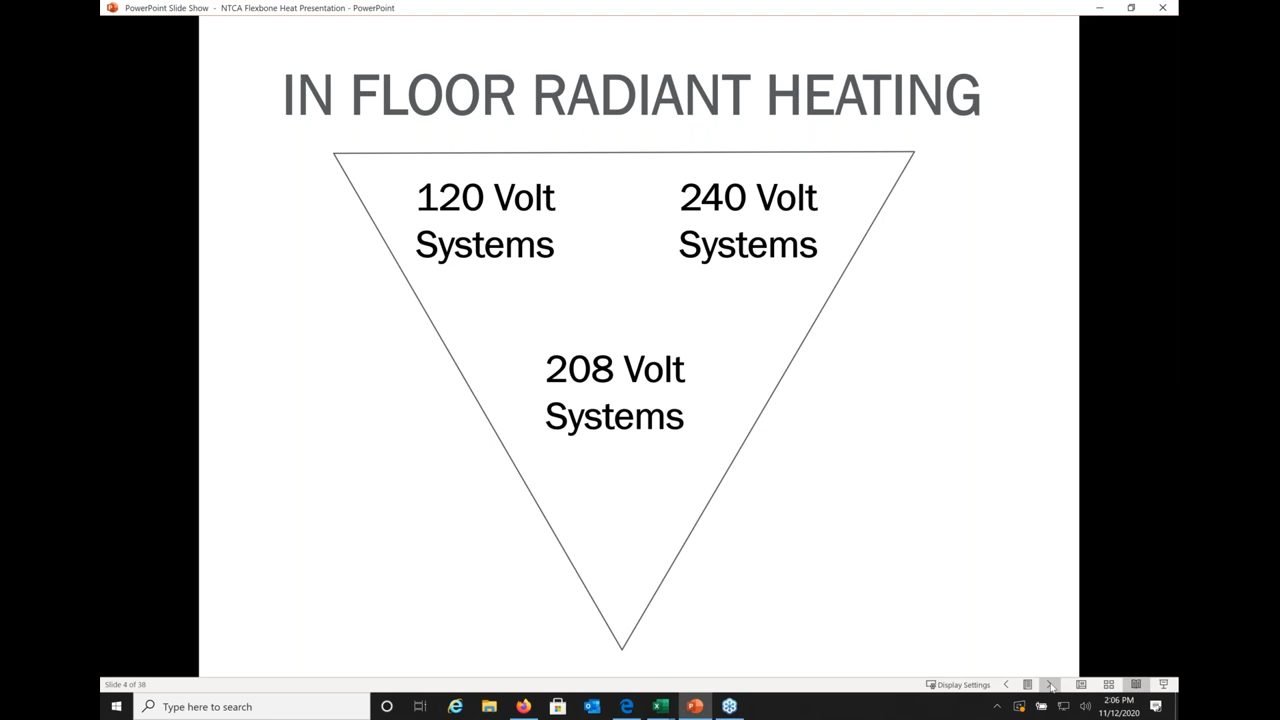 PowerPoint Slide Show - NTCA Flexbone Heat Presentation - PowerPoint
IN FLOOR RADIANT HEATING
120 Volt
Systems
240 Volt
Systems
208 Volt
Systems
Slide 4 of 38
Display Settings
Type here to search
2:06 PM
11/12/2020